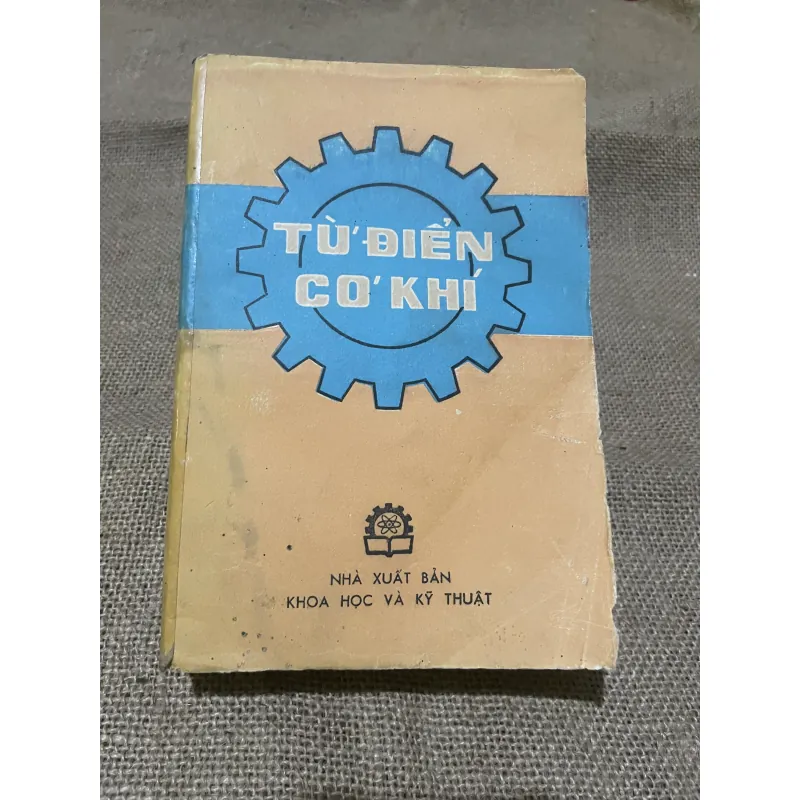 TỪ ĐIỂN
CƠ KHÍ
NHÀ XUẤT BẢN
KHOA HỌC VÀ KỸ THUẬT